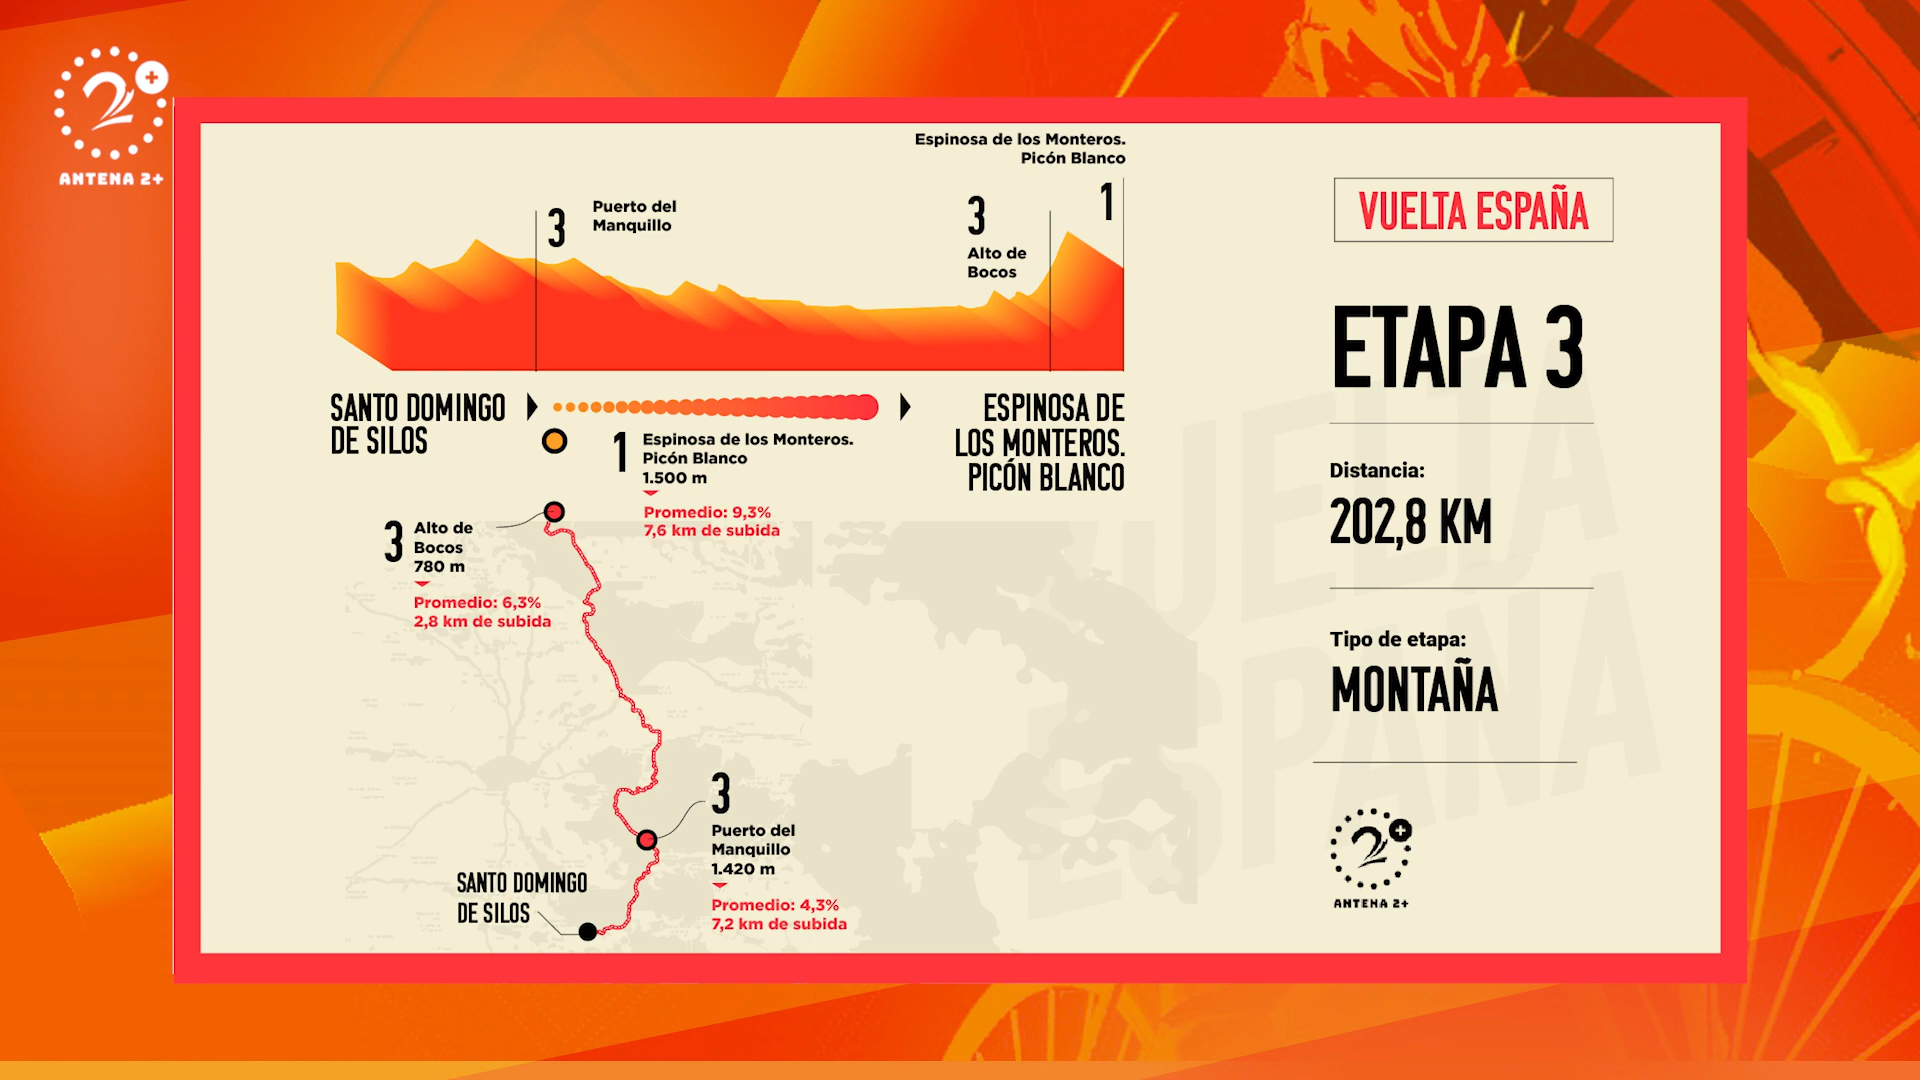 2+
ANTENA 2+
Espinosa de los Monteros.
Picón Blanco
1
3
Puerto del
Manquillo
3
Alto de
Bocos
SANTO DOMINGO
DE SILOS
ESPINOSA DE
LOS MONTEROS.
PICÓN BLANCO
1
Espinosa de los Monteros.
Picón Blanco
1.500 m
Promedio: 9,3%
7,6 km de subida
3
Alto de
Bocos
780 m
Promedio: 6,3%
2,8 km de subida
3
Puerto del
Manquillo
1.420 m
Promedio: 4,3%
7,2 km de subida
SANTO DOMINGO
DE SILOS
VUELTA ESPAÑA
ETAPA 3
Distancia:
202,8 KM
Tipo de etapa:
MONTAÑA
2+
ANTENA 2+
VUELTA
ESPAÑA